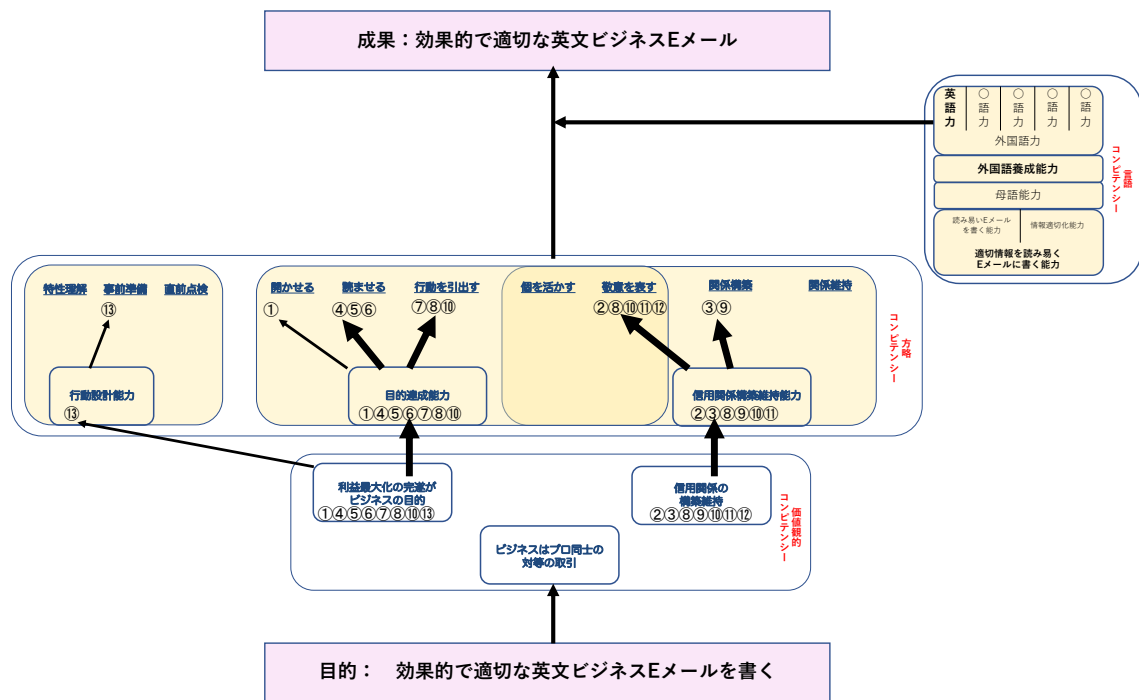 成果：効果的で適切な英文ビジネスEメール
英語力
〇語力
〇語力
〇語力
〇語力
外国語力
外国語養成能力
母語能力
読み易いEメール
を書く能力
情報適切化能力
適切情報を読み易く
Eメールに書く能力
言語
コンピテンシー
特性理解 事前準備 直前点検
⑬
開かせる 読ませる 行動を引出す
① ④⑤⑥ ⑦⑧⑩
個を活かす 敬意を表す
②⑧⑩⑪⑫
関係構築 関係維持
③⑨
行動設計能力
⑬
目的達成能力
①④⑤⑥⑦⑧⑩
信用関係構築維持能力
②③⑧⑨⑩⑪
方略
コンピテンシー
利益最大化の完遂が
ビジネスの目的
①④⑤⑥⑦⑧⑩⑬
信用関係の
構築維持
②③⑧⑨⑩⑪⑫
ビジネスはプロ同士の
対等の取引
価値観的
コンピテンシー
目的：　効果的で適切な英文ビジネスEメールを書く